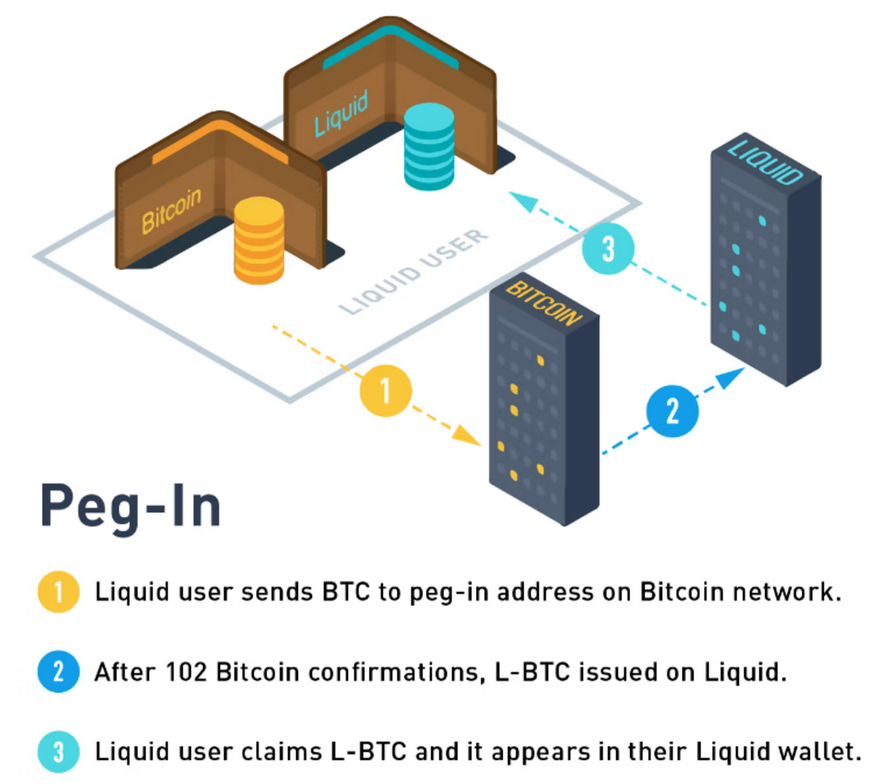 Liquid
Bitcoin
LIQUID
LIQUID USER
3
BITCOIN
1
2
Peg-In
1 Liquid user sends BTC to peg-in address on Bitcoin network.
2 After 102 Bitcoin confirmations, L-BTC issued on Liquid.
3 Liquid user claims L-BTC and it appears in their Liquid wallet.